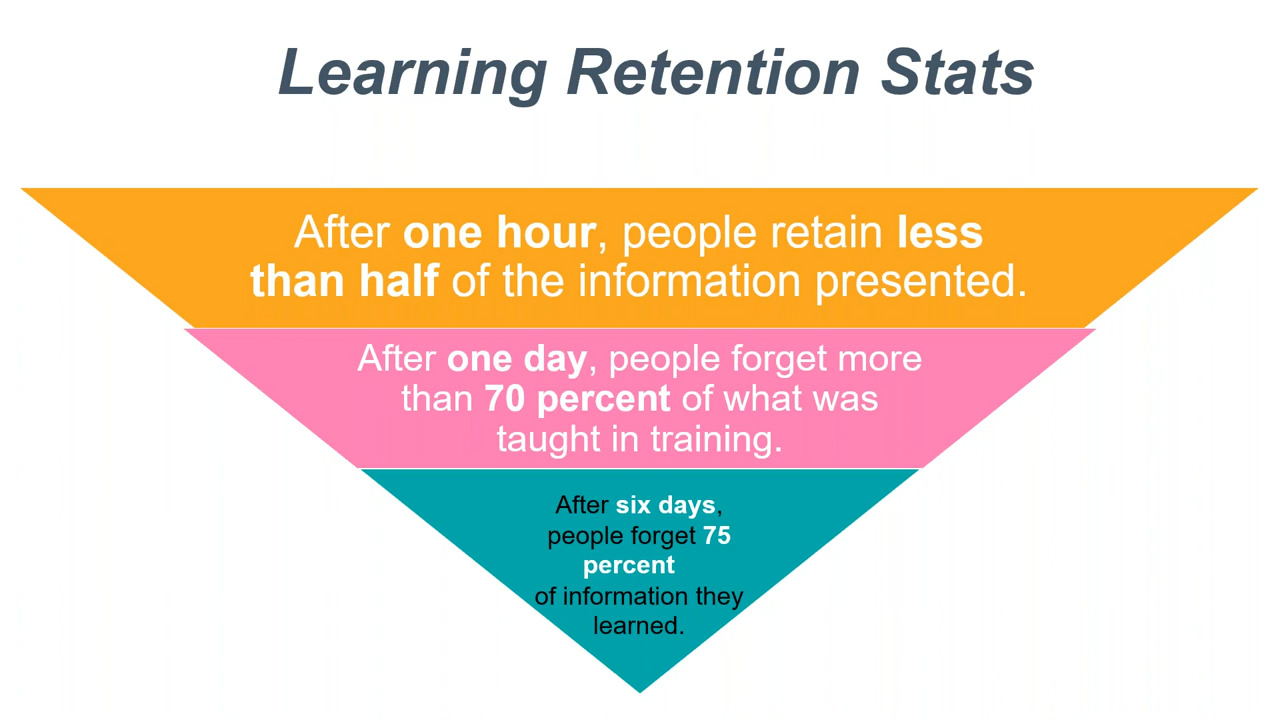 Learning Retention Stats
After one hour, people retain less
than half of the information presented.
After one day, people forget more
than 70 percent of what was
taught in training.
After six days,
people forget 75
percent
of information they
learned.